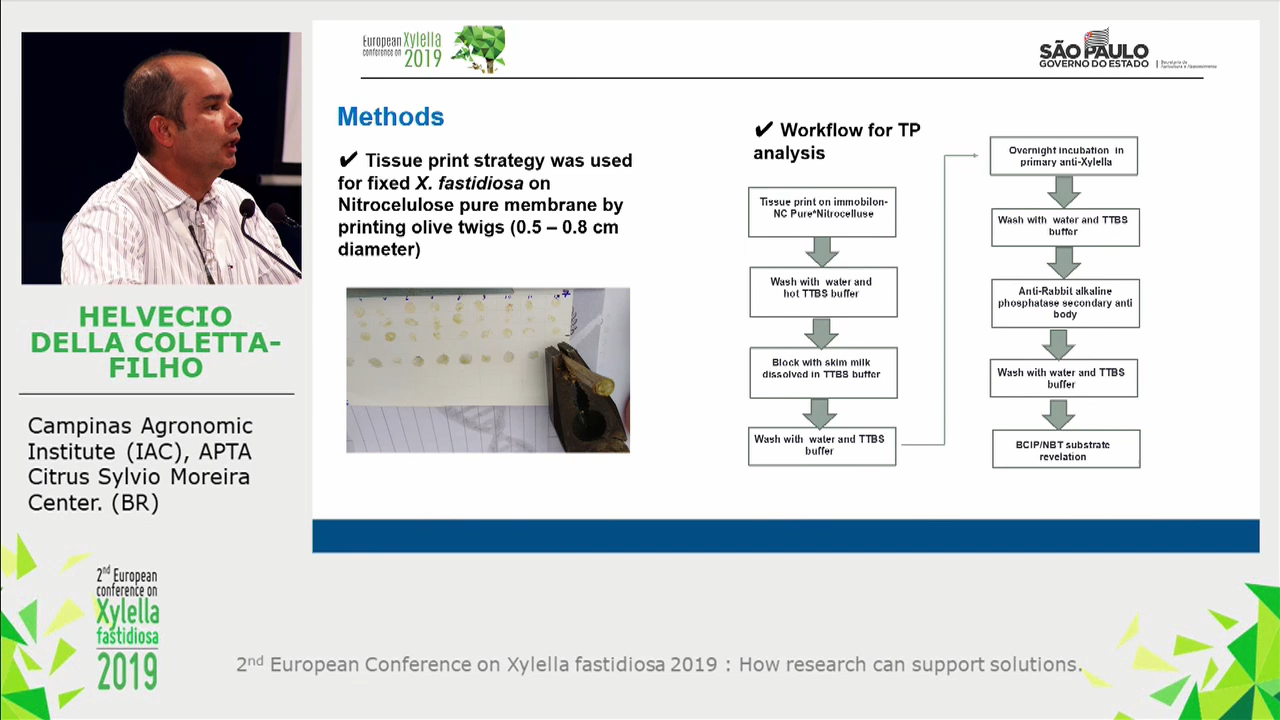 European Xylella
conference on 2019
SÃO PAULO
GOVERNO DO ESTADO
Methods
✔ Tissue print strategy was used
for fixed X. fastidiosa on
Nitrocelulose pure membrane by
printing olive twigs (0.5 – 0.8 cm
diameter)
✔ Workflow for TP
analysis
Tissue print on immobilon-
NC Pure*Nitrocelluse
Wash with water and
hot TTBS buffer
Block with skim milk
dissolved in TTBS buffer
Wash with water and TTBS
buffer
Overnight incubation in
primary anti-Xylella
Wash with water and TTBS
buffer
Anti-Rabbit alkaline
phosphatase secondary anti
body
Wash with water and TTBS
buffer
BCIP/NBT substrate
revelation
HELVECIO
DELLA COLETTA-
FILHO
Campinas Agronomic
Institute (IAC), APTA
Citrus Sylvio Moreira
Center. (BR)
2nd European
conference on
Xylella
fastidiosa
2019
2nd European Conference on Xylella fastidiosa 2019 : How research can support solutions.